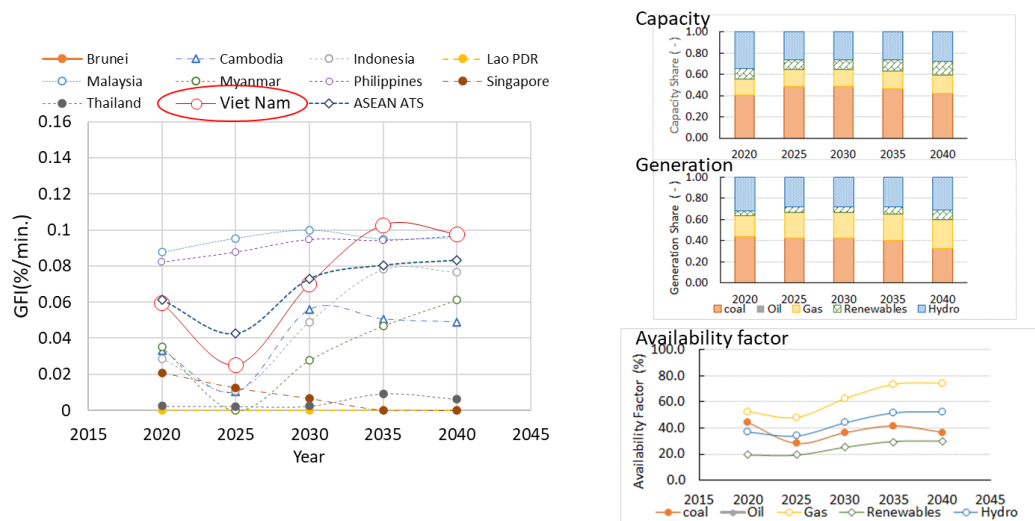 Brunei Cambodia Indonesia Lao PDR
Malaysia Myanmar Philippines Singapore
Thailand Viet Nam ASEAN ATS
0.16
0.14
0.12
0.1
0.08
0.06
0.04
0.02
0
GFI(%/min.)
2015 2020 2025 2030 2035 2040 2045
Year
Capacity
1.00
0.80
0.60
0.40
0.20
0.00
Capacity Share ( - )
2020 2025 2030 2035 2040
Generation
1.00
0.80
0.60
0.40
0.20
0.00
Generation Share ( - )
2020 2025 2030 2035 2040
coal Oil Gas Renewables Hydro
Availability factor
100.0
80.0
60.0
40.0
20.0
0.0
Availability Factor (%)
2015 2020 2025 2030 2035 2040 2045
coal Oil Gas Renewables Hydro